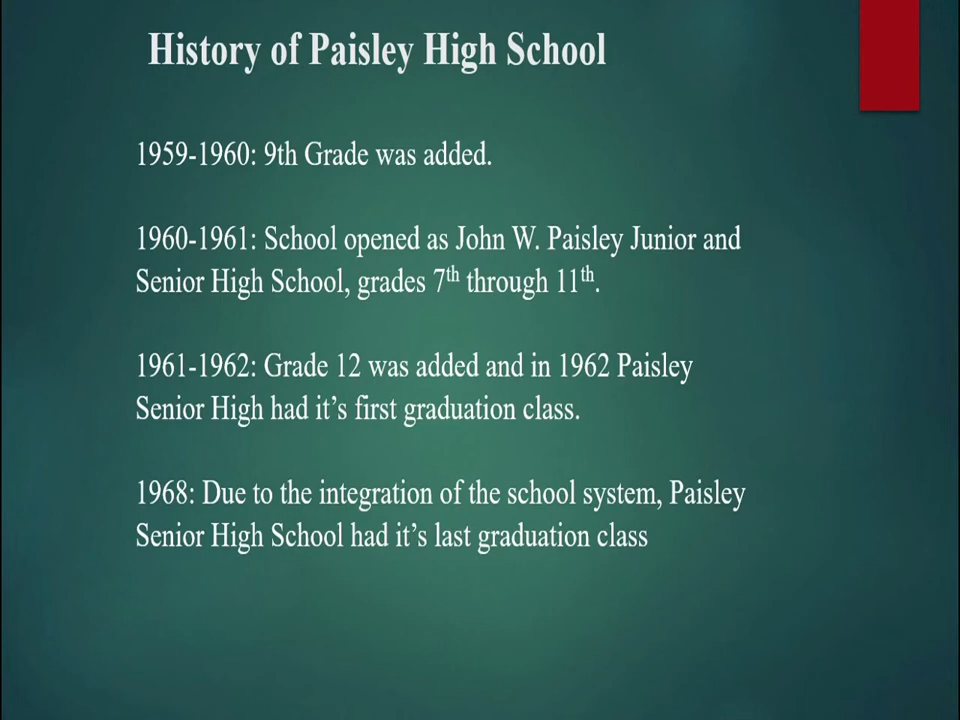 History of Paisley High School
1959-1960: 9th Grade was added.
1960-1961: School opened as John W. Paisley Junior and
Senior High School, grades 7th through 11th.
1961-1962: Grade 12 was added and in 1962 Paisley
Senior High had it’s first graduation class.
1968: Due to the integration of the school system, Paisley
Senior High School had it’s last graduation class